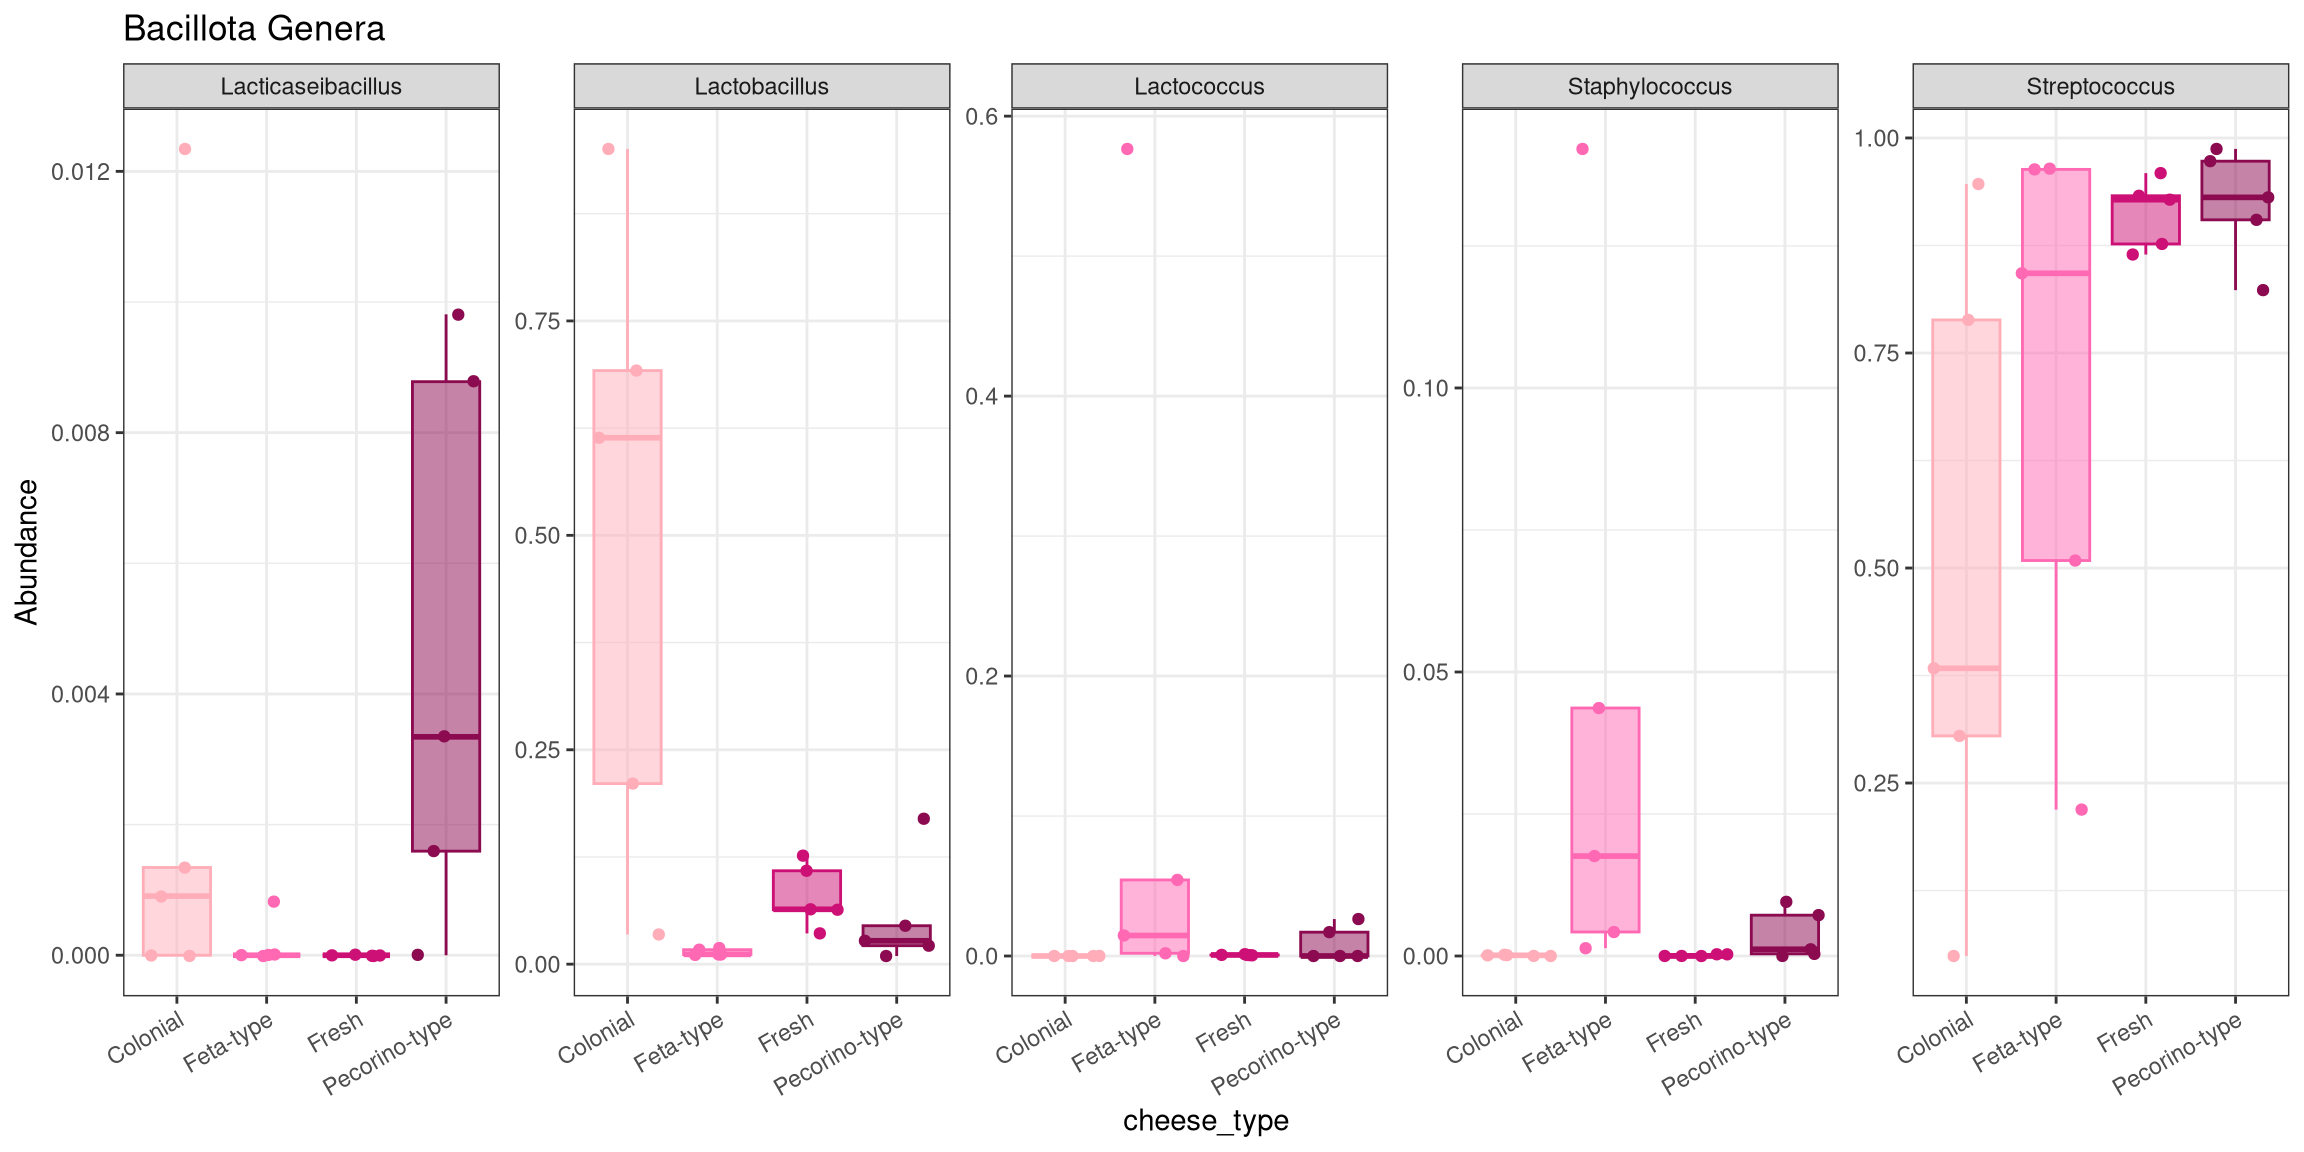 Bacillota Genera
Lacticaseibacillus
Lactobacillus
Lactococcus
Staphylococcus
Streptococcus
Abundance
0.012
0.008
0.004
0.000
0.75
0.50
0.25
0.00
0.6
0.4
0.2
0.0
0.10
0.05
0.00
1.00
0.75
0.50
0.25
Colonial
Feta-type
Fresh
Pecorino-type
Colonial
Feta-type
Fresh
Pecorino-type
Colonial
Feta-type
Fresh
Pecorino-type
Colonial
Feta-type
Fresh
Pecorino-type
Colonial
Feta-type
Fresh
Pecorino-type
cheese_type